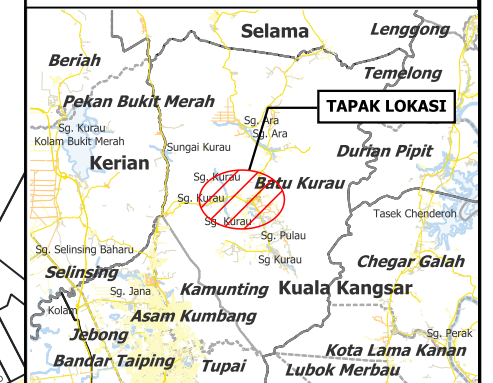 Selama
Lenggong
Beriah
Temelong
Pekan Bukit Merah
TAPAK LOKASI
Sg. Ara
Sg. Kurau
Sg. Ara
Kolam Bukit Merah
Sungai Kurau
Durian Pipit
Kerian
Sg. Kurau
Batu Kurau
Sg. Kurau
Tasek Chenderoh
Sg. Kurau
Sg. Pulau
Sg. Selinsing Baharu
Sg Kurau
Chegar Galah
Selinsing
Sg. Jana
Kamunting
Kuala Kangsar
Kolam
Asam Kumbang
Jebong
Sg. Perak
Kota Lama Kanan
Bandar Taiping
Tupai
Lubok Merbau